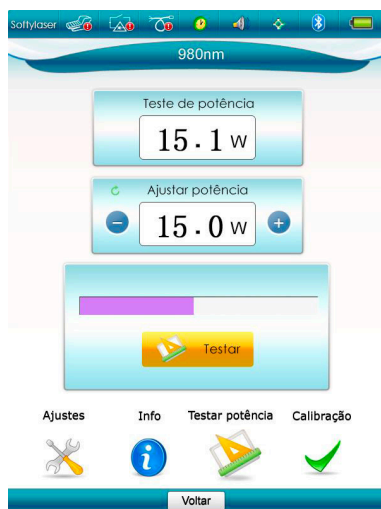 Softylaser
980nm
Teste de potência
15.1 W
Ajustar potência
15.0 W
Testar
Ajustes Info Testar potência Calibração
Voltar